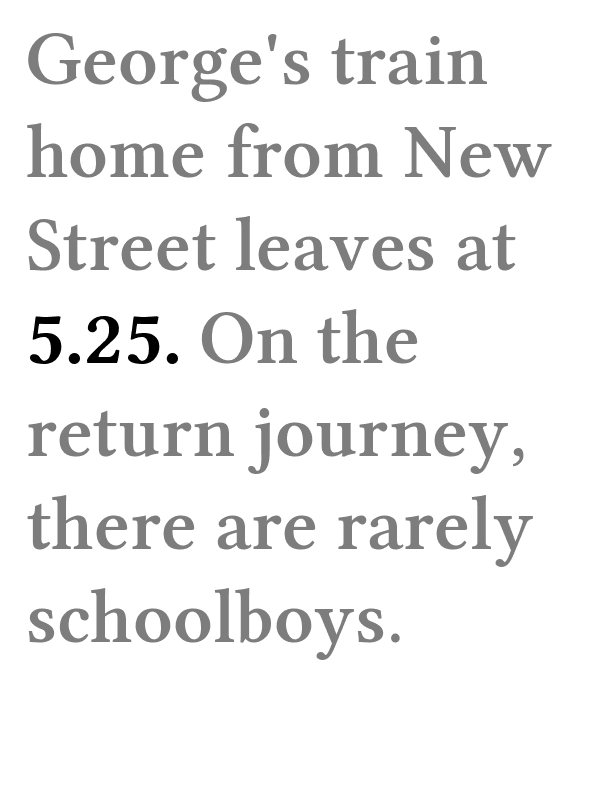 George's train
home from New
Street leaves at
5.25. On the
return journey,
there are rarely
schoolboys.